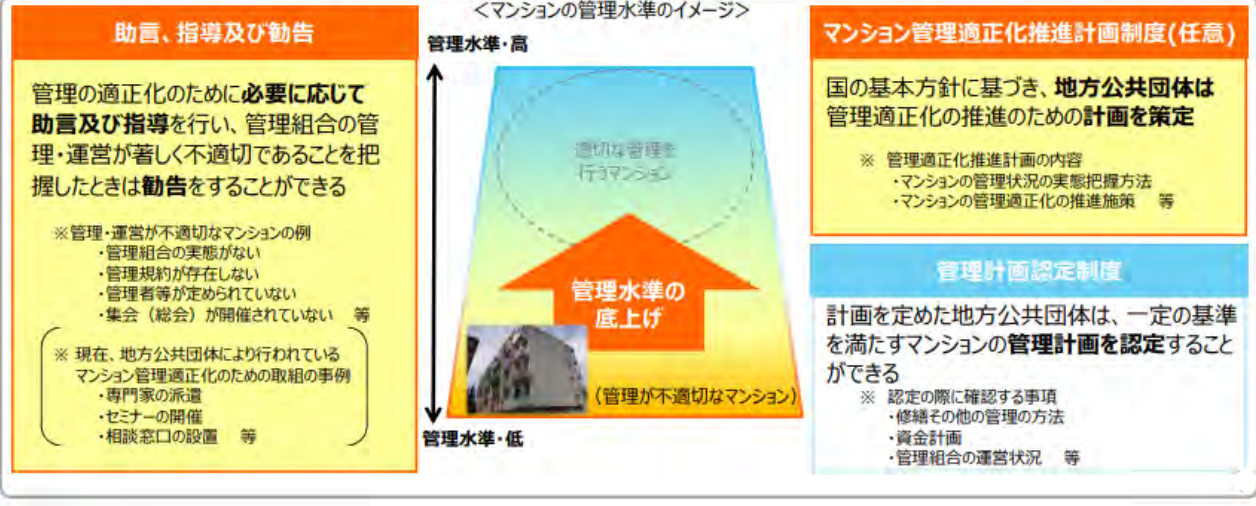 助言、指導及び勧告
管理の適正化のために必要に応じて
助言及び指導を行い、管理組合の管
理・運営が著しく不適切であることを把
握したときは勧告をすることができる
※管理・運営が不適切なマンションの例
・管理組合の実態がない
・管理規約が存在しない
・管理者等が定められていない
・集会（総会）が開催されていない　等
※ 現在、地方公共団体により行われている
マンション管理適正化のための取組の事例
・専門家の派遣
・セミナーの開催
・相談窓口の設置　等
＜マンションの管理水準のイメージ＞
管理水準・高
適切な管理を
行うマンション
管理水準の
底上げ
（管理が不適切なマンション）
管理水準・低
マンション管理適正化推進計画制度(任意)
国の基本方針に基づき、地方公共団体は
管理適正化の推進のための計画を策定
※ 管理適正化推進計画の内容
・マンションの管理状況の実態把握方法
・マンションの管理適正化の推進施策　等
管理計画認定制度
計画を定めた地方公共団体は、一定の基準
を満たすマンションの管理計画を認定すること
ができる
※ 認定の際に確認する事項
・修繕その他の管理の方法
・資金計画
・管理組合の運営状況　等